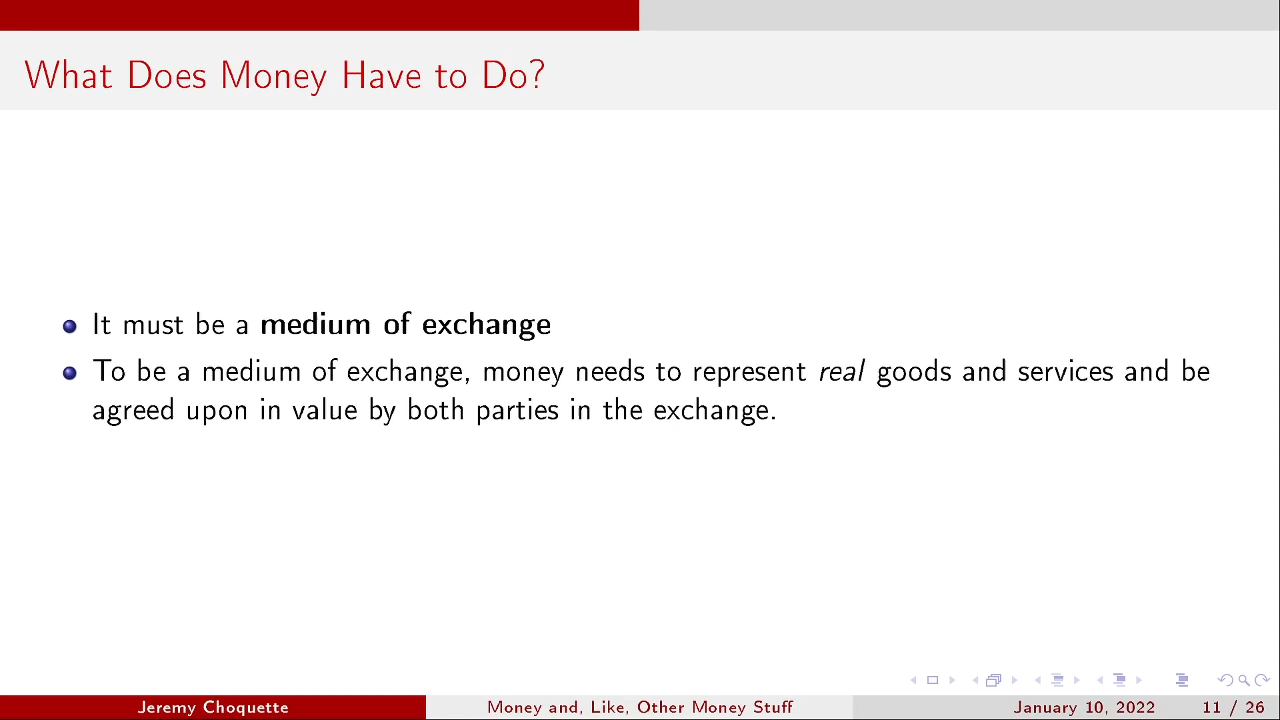 What Does Money Have to Do?
It must be a medium of exchange
To be a medium of exchange, money needs to represent real goods and services and be
agreed upon in value by both parties in the exchange.
Jeremy Choquette
Money and, Like, Other Money Stuff
January 10, 2022
11 / 26